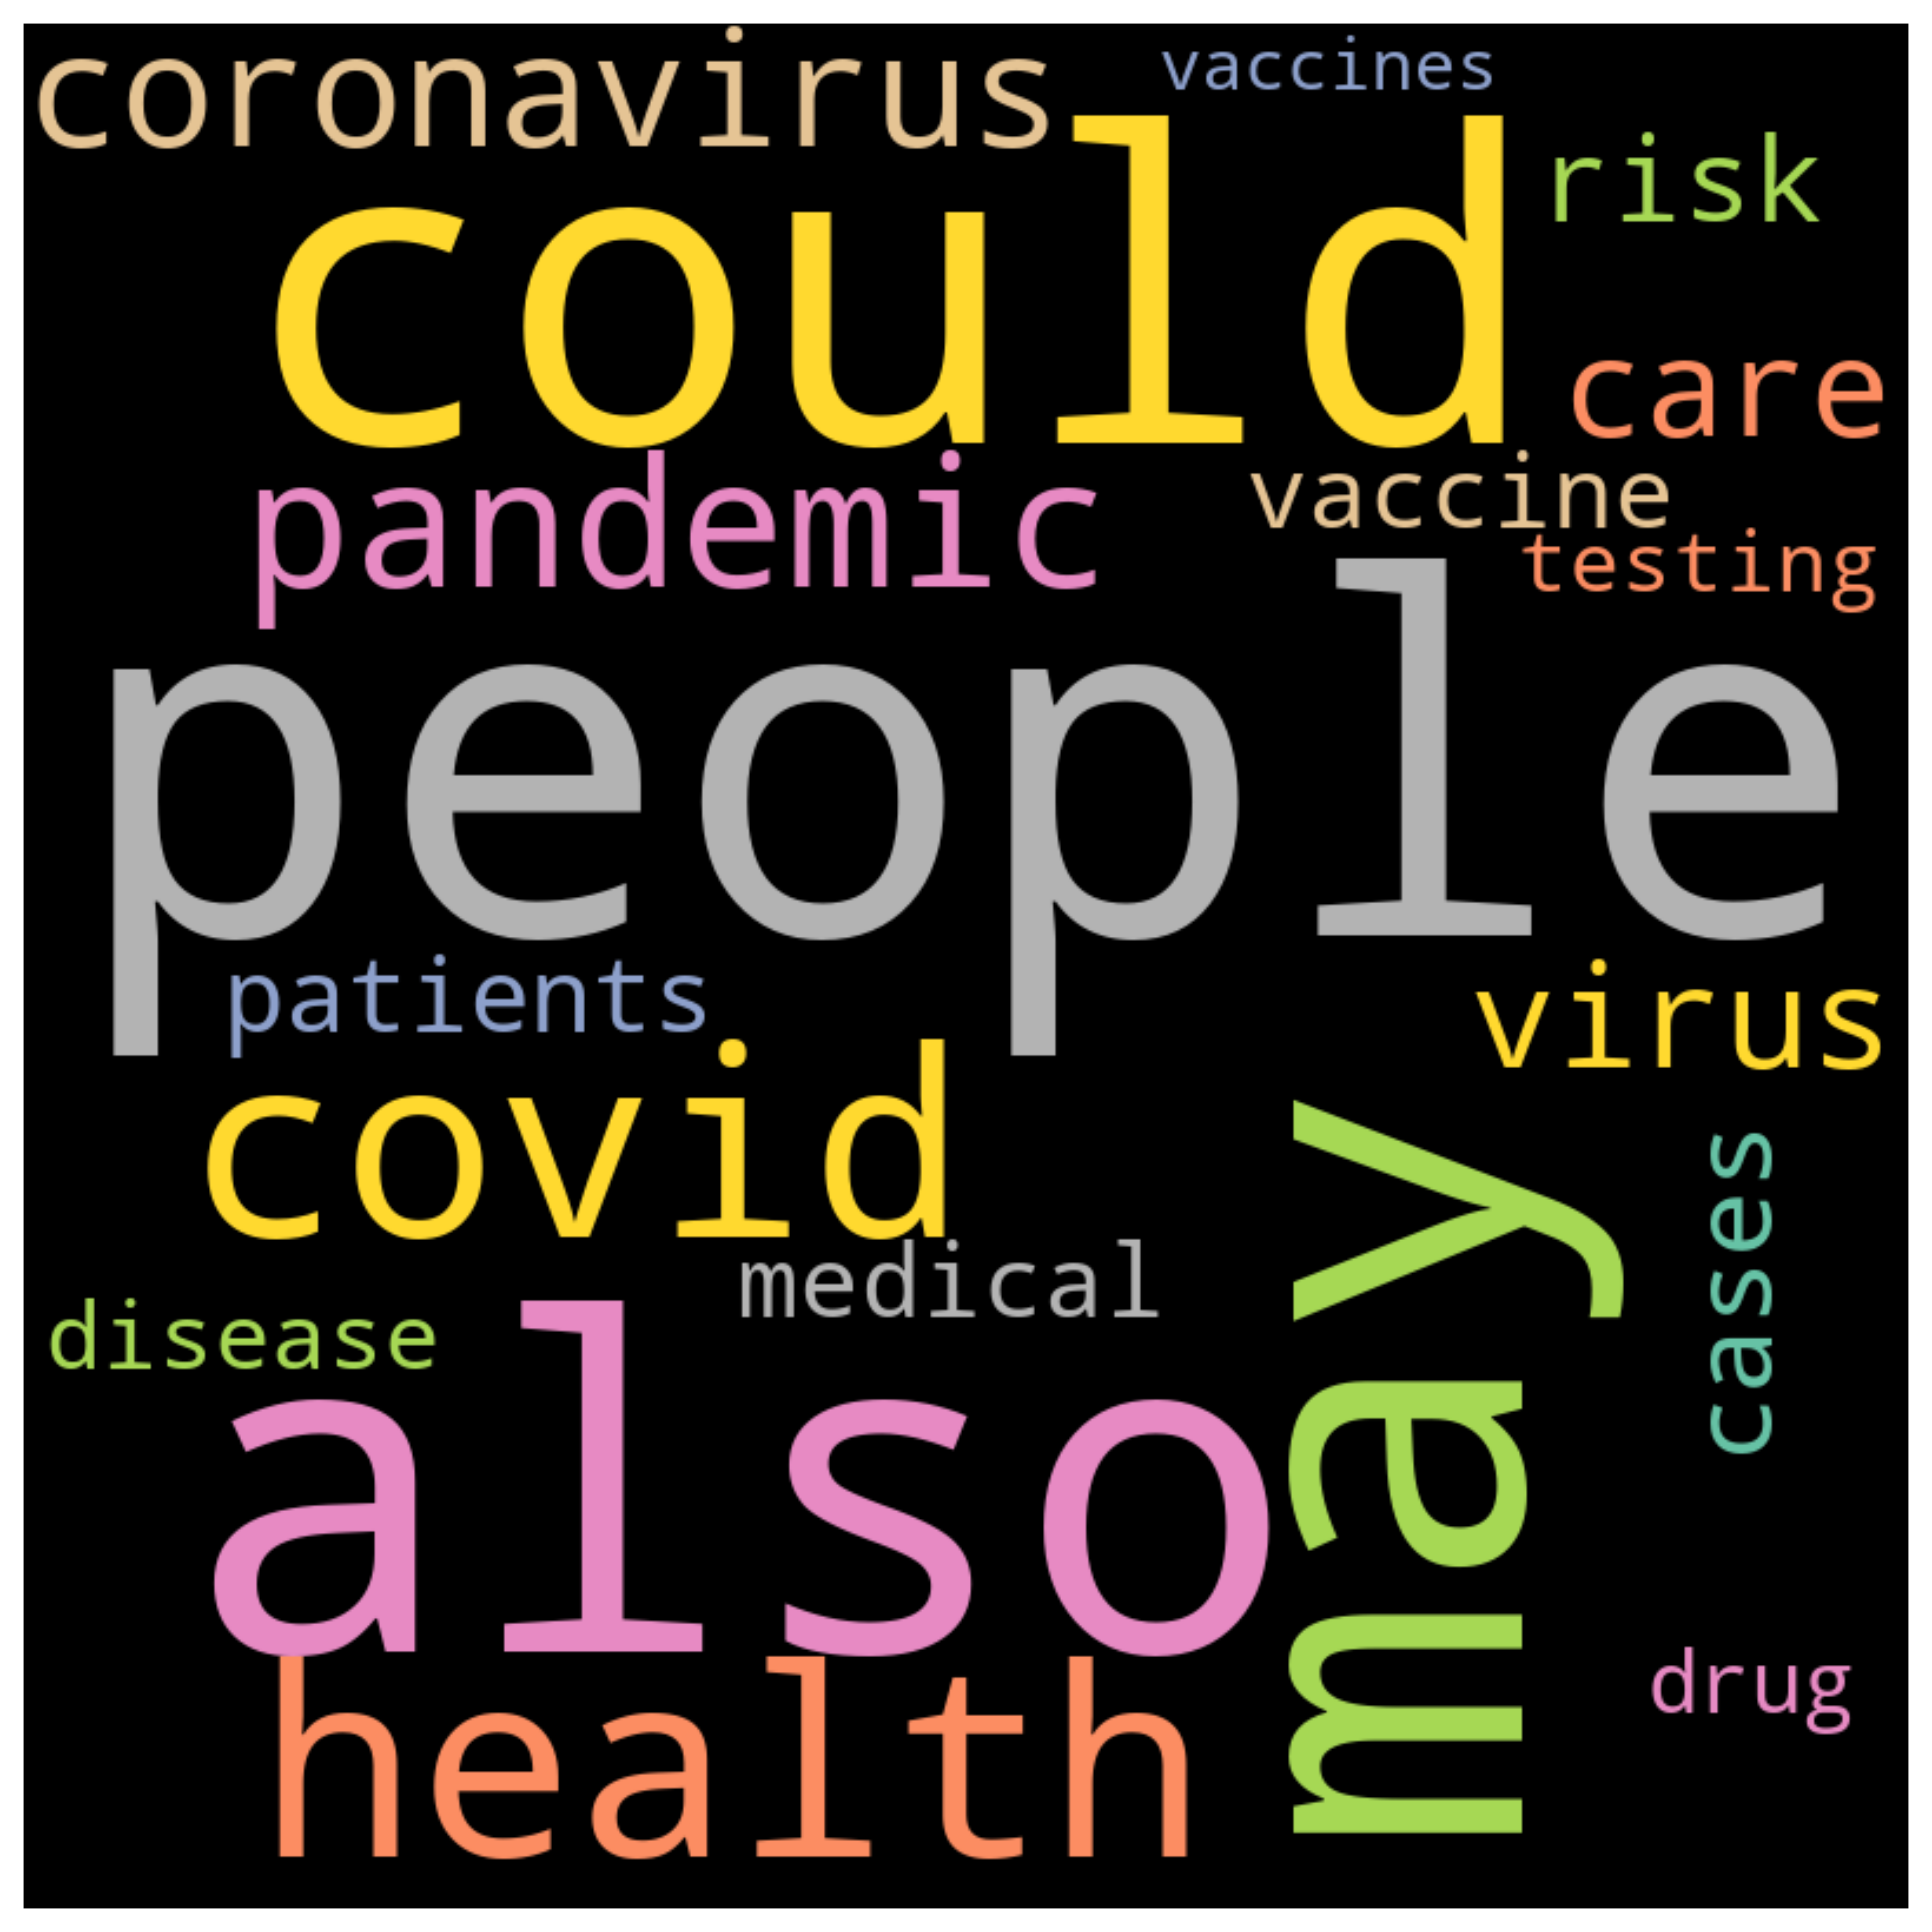 coronavirus
vaccines
could
risk
care
pandemic
vaccine
testing
people
patients
virus
covid
may
cases
medical
disease
also
health
drug